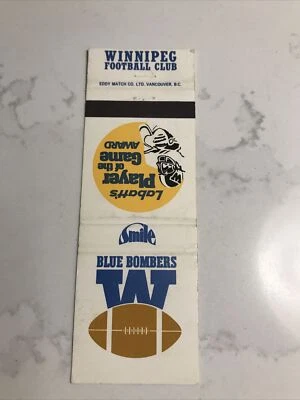 WINNIPEG
FOOTBALL CLUB
EDDY MATCH CO. LTD. VANCOUVER, B.C.
Labatt's
Player
of the
Game
AWARD
Smile
BLUE BOMBERS
W